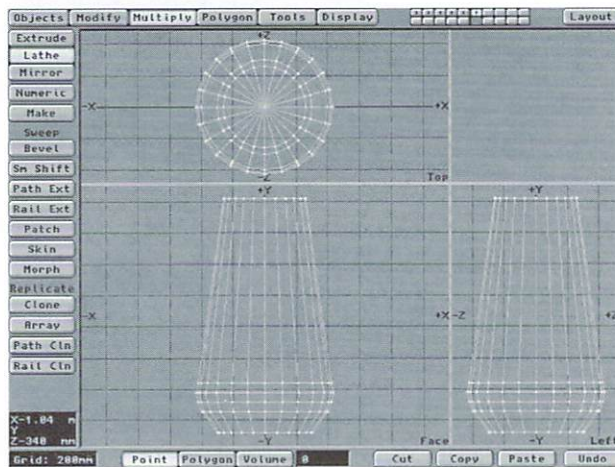 Objects Modify Multiply Polygon Tools Display Layout
Extrude
Lathe
Mirror
Numeric
Make
Sweep
Bevel
Sm Shift
Path Ext
Rail Ext
Patch
Skin
Morph
Replicate
Clone
Array
Path Cln
Rail Cln
+Z
-X
+X
-Z
Top
+Y
-X
+X
-Y
Face
+Y
-Z
+Z
-Y
Left
X-1.04 m
Y
Z-340 mm
Grid: 200mm Point Polygon Volume 0 Cut Copy Paste Undo